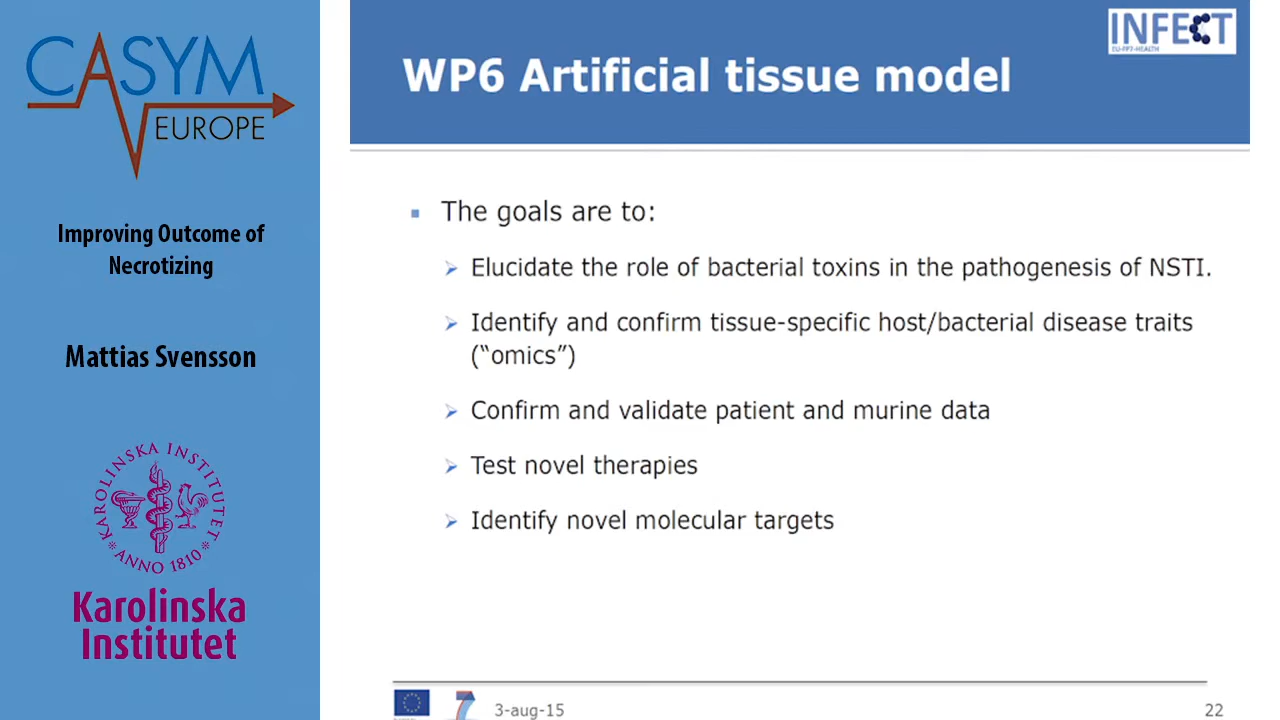 CASYM
EUROPE
Improving Outcome of
Necrotizing
Mattias Svensson
KAROLINSKA INSTITUTET
ANNO 1810
Karolinska
Institutet
INFECT
EU-FP7-HEALTH
WP6 Artificial tissue model
The goals are to:
Elucidate the role of bacterial toxins in the pathogenesis of NSTI.
Identify and confirm tissue-specific host/bacterial disease traits
(“omics”)
Confirm and validate patient and murine data
Test novel therapies
Identify novel molecular targets
7
3-aug-15
22